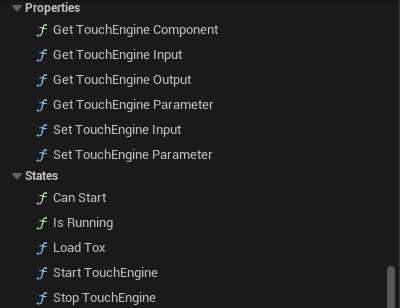 Properties
Get TouchEngine Component
Get TouchEngine Input
Get TouchEngine Output
Get TouchEngine Parameter
Set TouchEngine Input
Set TouchEngine Parameter
States
Can Start
Is Running
Load Tox
Start TouchEngine
Stop TouchEngine